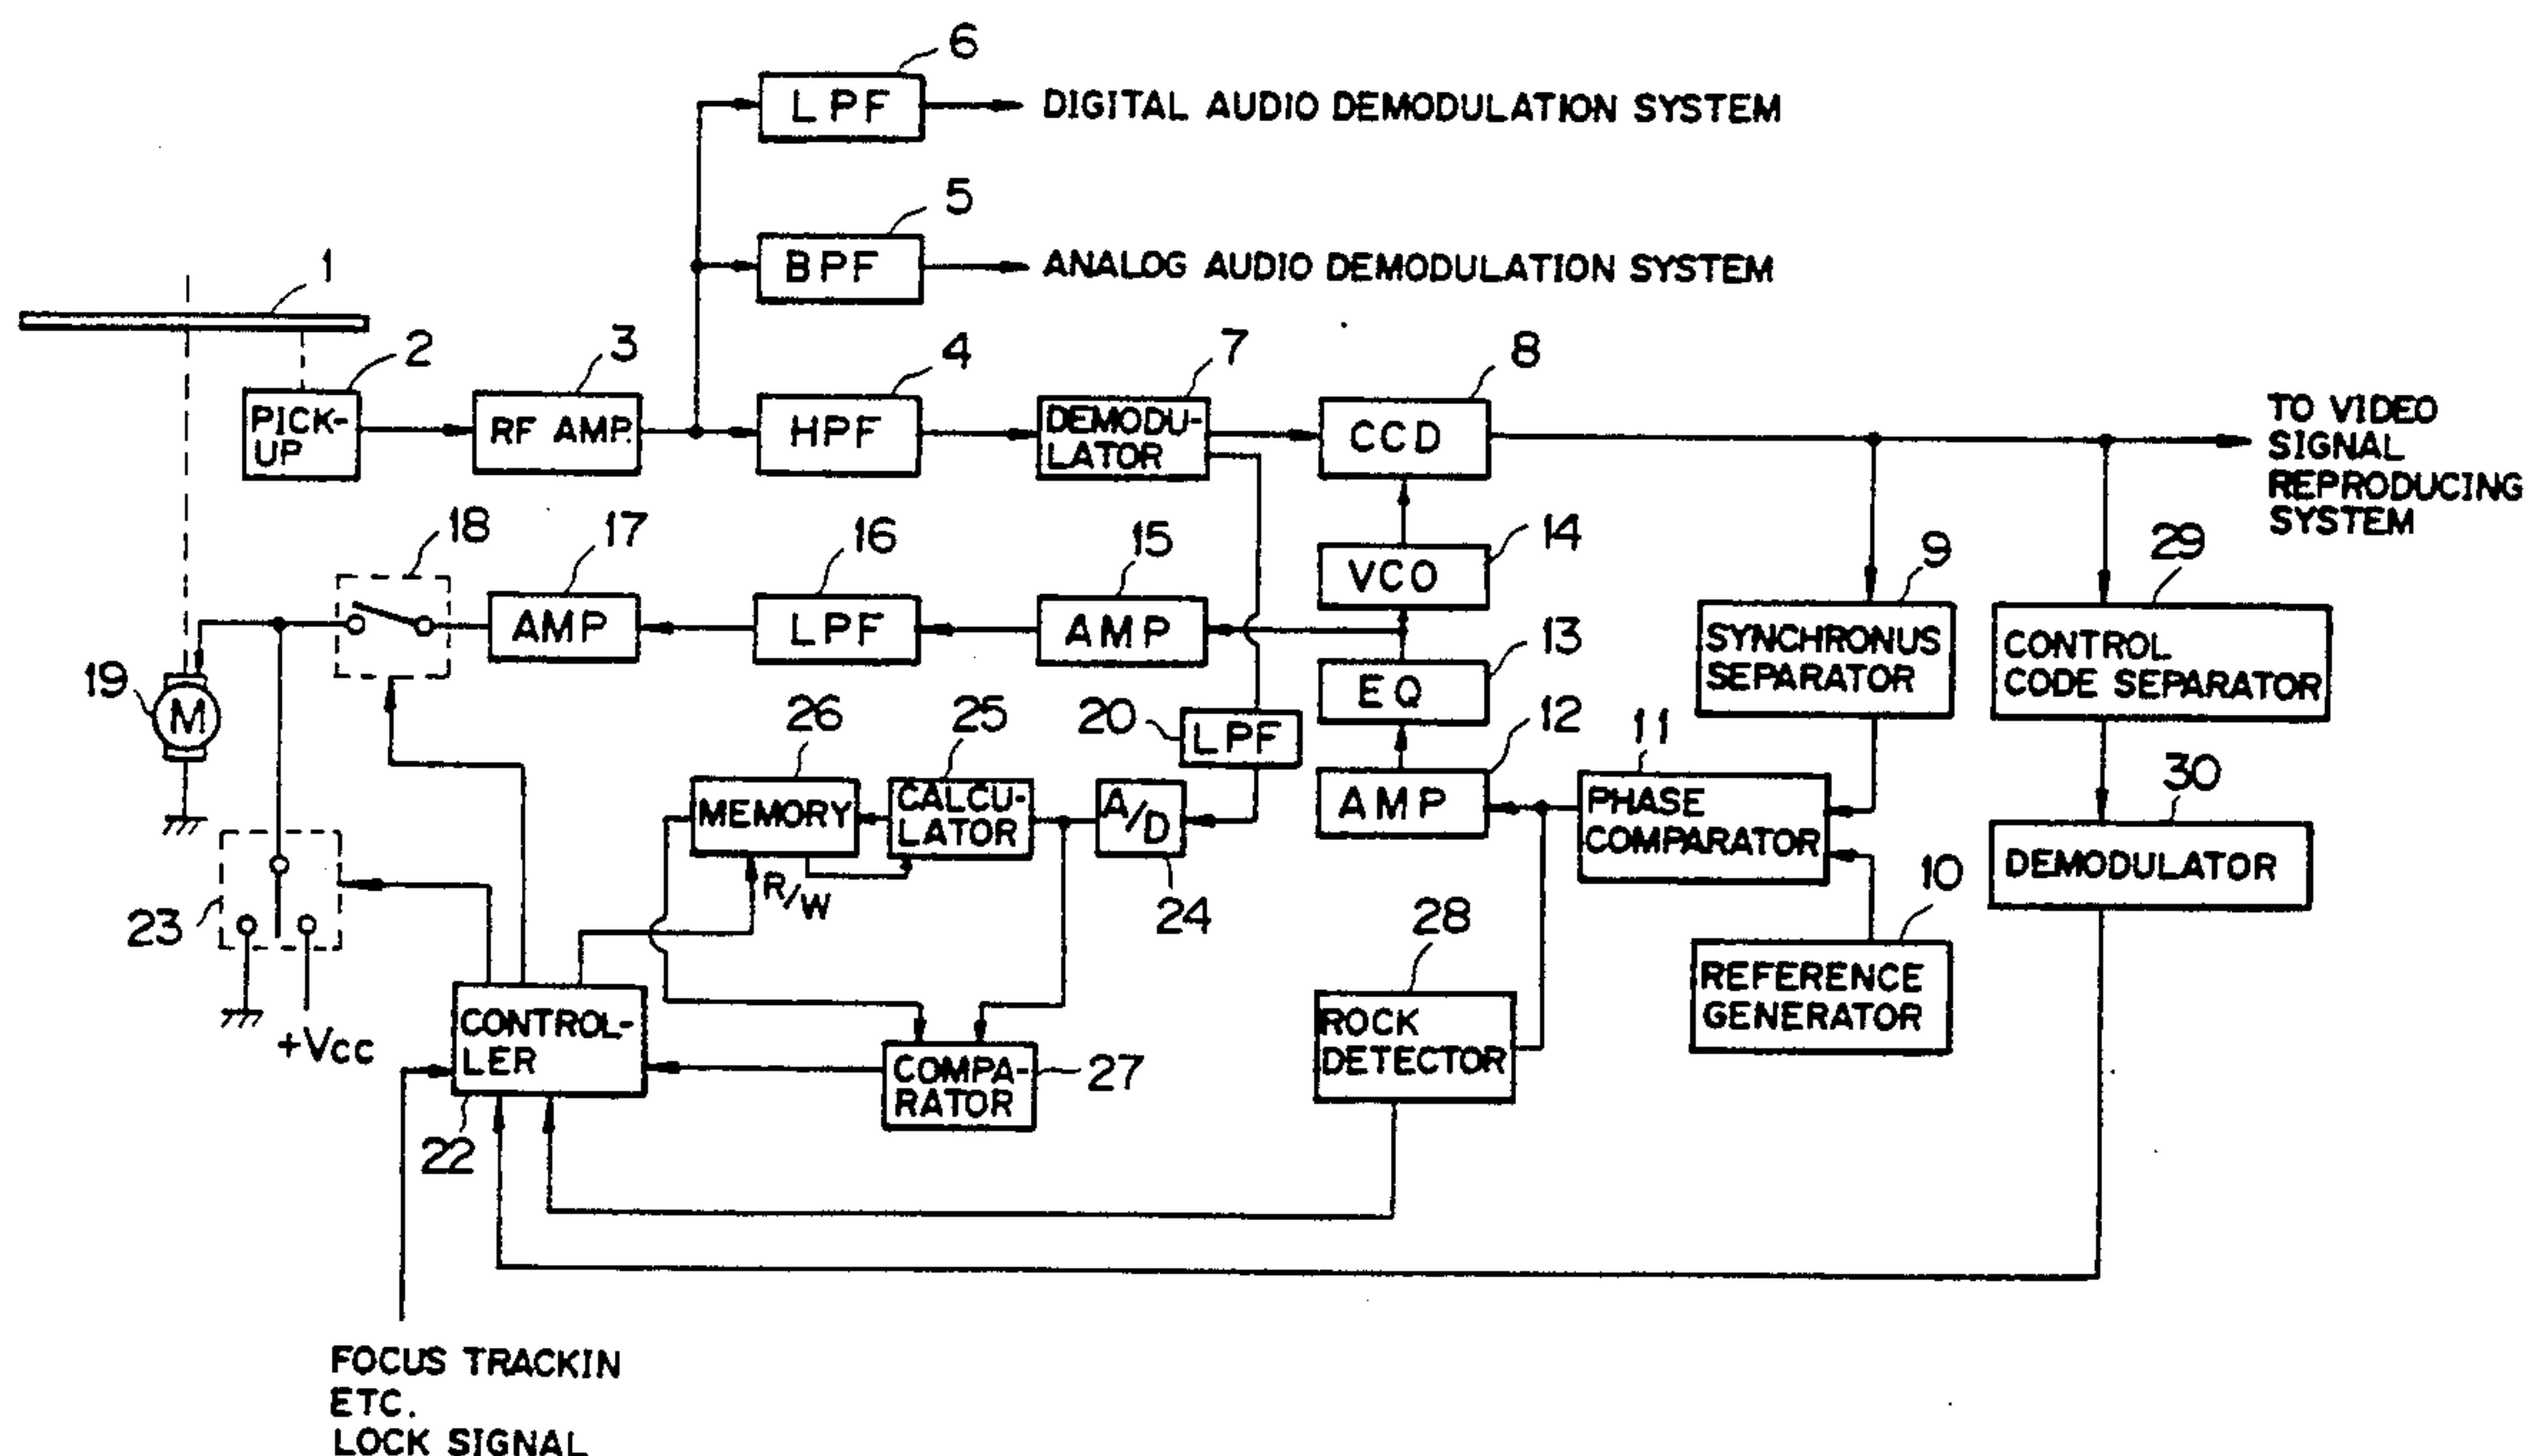 6
LPF
DIGITAL AUDIO DEMODULATION SYSTEM
5
BPF
ANALOG AUDIO DEMODULATION SYSTEM
1
2
PICK-
UP
3
RF AMP.
4
HPF
7
DEMODU-
LATOR
8
CCD
TO VIDEO
SIGNAL
REPRODUCING
SYSTEM
18
17
AMP
16
LPF
15
AMP
14
VCO
9
SYNCHRONUS
SEPARATOR
29
CONTROL
CODE SEPARATOR
19
M
13
EQ
20
LPF
12
AMP
11
PHASE
COMPARATOR
30
DEMODULATOR
26
MEMORY
25
CALCU-
LATOR
A/D
24
R/W
23
+Vcc
28
ROCK
DETECTOR
10
REFERENCE
GENERATOR
CONTROL-
LER
22
COMPA-
RATOR
27
FOCUS TRACKIN
ETC.
LOCK SIGNAL